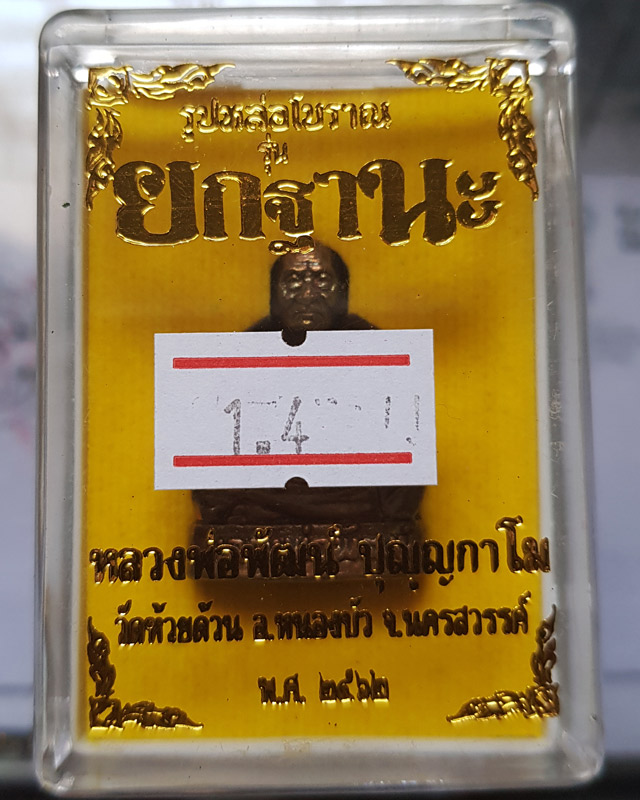 รูปหล่อโบราณ
รุ่น
ยกฐานะ
1.4
หลวงพ่อพัฒน์ ปุญฺญกาโม
วัดห้วยด้วน อ.หนองบัว จ.นครสวรรค์
พ.ศ. ๒๕๖๒